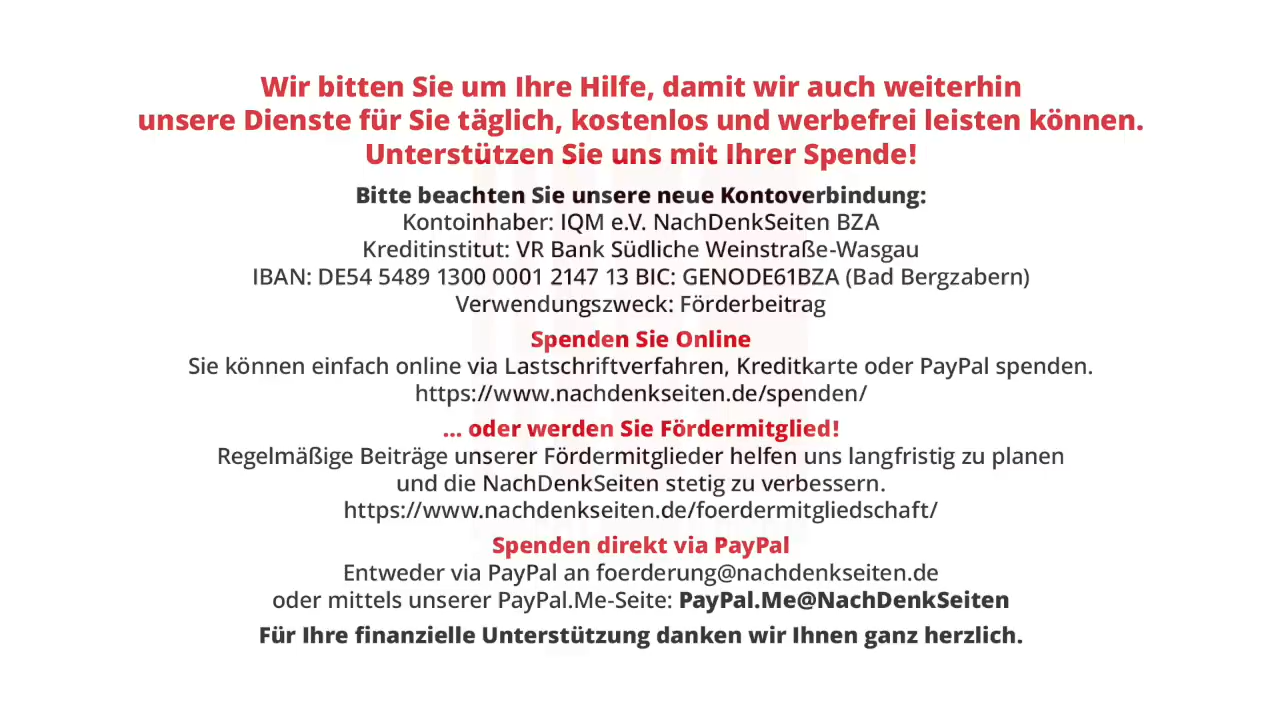 Wir bitten Sie um Ihre Hilfe, damit wir auch weiterhin
unsere Dienste für Sie täglich, kostenlos und werbefrei leisten können.
Unterstützen Sie uns mit Ihrer Spende!
Bitte beachten Sie unsere neue Kontoverbindung:
Kontoinhaber: IQM e.V. NachDenkSeiten BZA
Kreditinstitut: VR Bank Südliche Weinstraße-Wasgau
IBAN: DE54 5489 1300 0001 2147 13 BIC: GENODE61BZA (Bad Bergzabern)
Verwendungszweck: Förderbeitrag
Spenden Sie Online
Sie können einfach online via Lastschriftverfahren, Kreditkarte oder PayPal spenden.
https://www.nachdenkseiten.de/spenden/
... oder werden Sie Fördermitglied!
Regelmäßige Beiträge unserer Fördermitglieder helfen uns langfristig zu planen
und die NachDenkSeiten stetig zu verbessern.
https://www.nachdenkseiten.de/foerdermitgliedschaft/
Spenden direkt via PayPal
Entweder via PayPal an foerderung@nachdenkseiten.de
oder mittels unserer PayPal.Me-Seite: PayPal.Me@NachDenkSeiten
Für Ihre finanzielle Unterstützung danken wir Ihnen ganz herzlich.